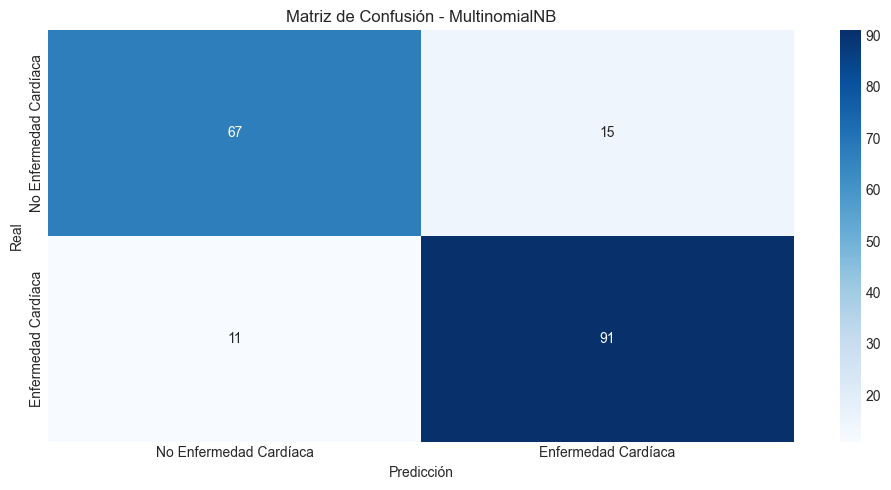 Matriz de Confusión - MultinomialNB
Real
No Enfermedad Cardíaca
67
15
Enfermedad Cardíaca
11
91
No Enfermedad Cardíaca
Enfermedad Cardíaca
Predicción
90
80
70
60
50
40
30
20